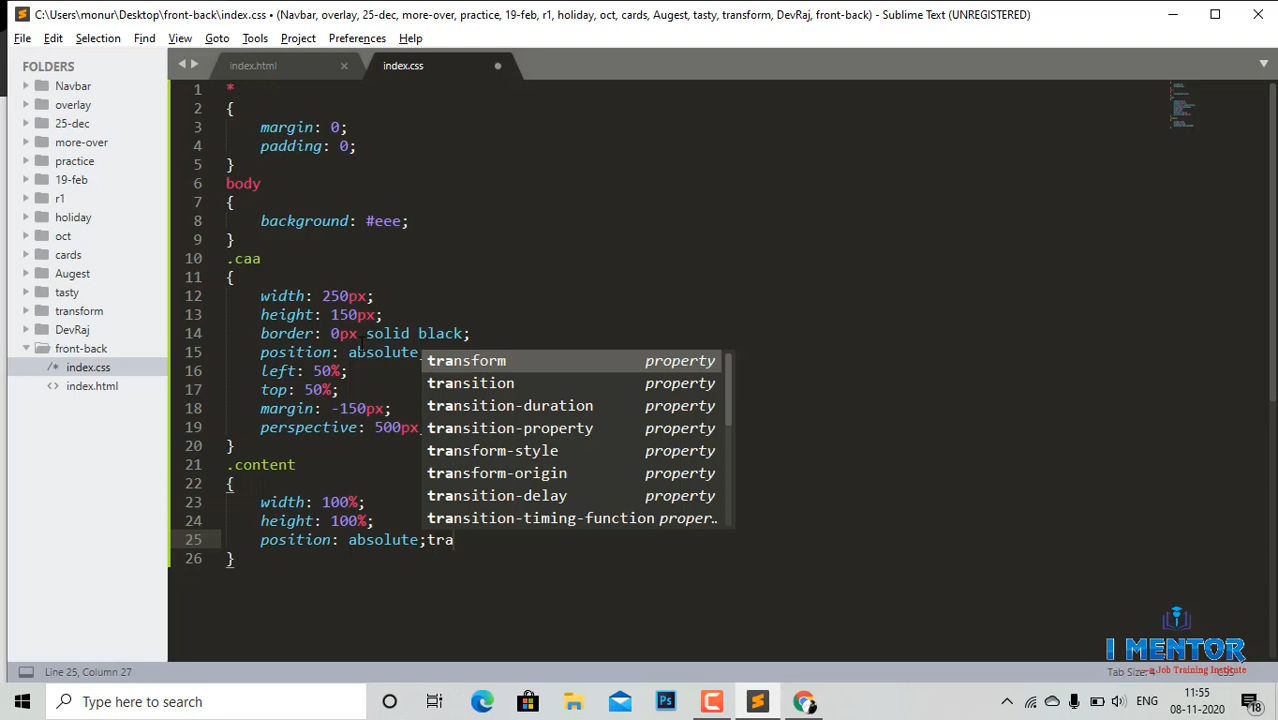 C:\Users\monur\Desktop\front-back\index.css • (Navbar, overlay, 25-dec, more-over, practice, 19-feb, r1, holiday, oct, cards, Augest, tasty, transform, DevRaj, front-back) - Sublime Text (UNREGISTERED)
File Edit Selection Find View Goto Tools Project Preferences Help
FOLDERS
Navbar
overlay
25-dec
more-over
practice
19-feb
r1
holiday
oct
cards
Augest
tasty
transform
DevRaj
front-back
/* index.css
<> index.html
index.html × index.css
1 *
2 {
3 margin: 0;
4 padding: 0;
5 }
6 body
7 {
8 background: #eee;
9 }
10 .caa
11 {
12 width: 250px;
13 height: 150px;
14 border: 0px solid black;
15 position: absolute
16 left: 50%;
17 top: 50%;
18 margin: -150px;
19 perspective: 500px
20 }
21 .content
22 {
23 width: 100%;
24 height: 100%;
25 position: absolute;tra
26 }
transform property
transition property
transition-duration property
transition-property property
transform-style property
transform-origin property
transition-delay property
transition-timing-function proper..
I MENTOR
...a Job Training Institute
Line 25, Column 27
Tab Size: 4 CSS
Type here to search
Ps
ENG
11:55
08-11-2020
18